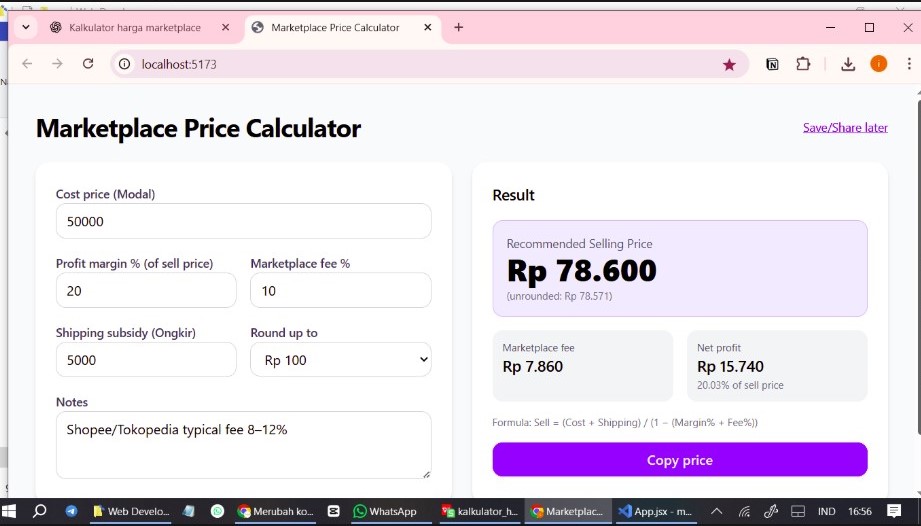 Kalkulator harga marketplace
Marketplace Price Calculator
localhost:5173
Marketplace Price Calculator
Save/Share later
Cost price (Modal)
50000
Profit margin % (of sell price)
Marketplace fee %
20
10
Shipping subsidy (Ongkir)
Round up to
5000
Rp 100
Notes
Shopee/Tokopedia typical fee 8–12%
Result
Recommended Selling Price
Rp 78.600
(unrounded: Rp 78.571)
Marketplace fee
Rp 7.860
Net profit
Rp 15.740
20.03% of sell price
Formula: Sell = (Cost + Shipping) / (1 − (Margin% + Fee%))
Copy price
Web Develo...
Merubah ko...
WhatsApp
kalkulator_h...
Marketplac...
App.jsx - m...
IND
16:56